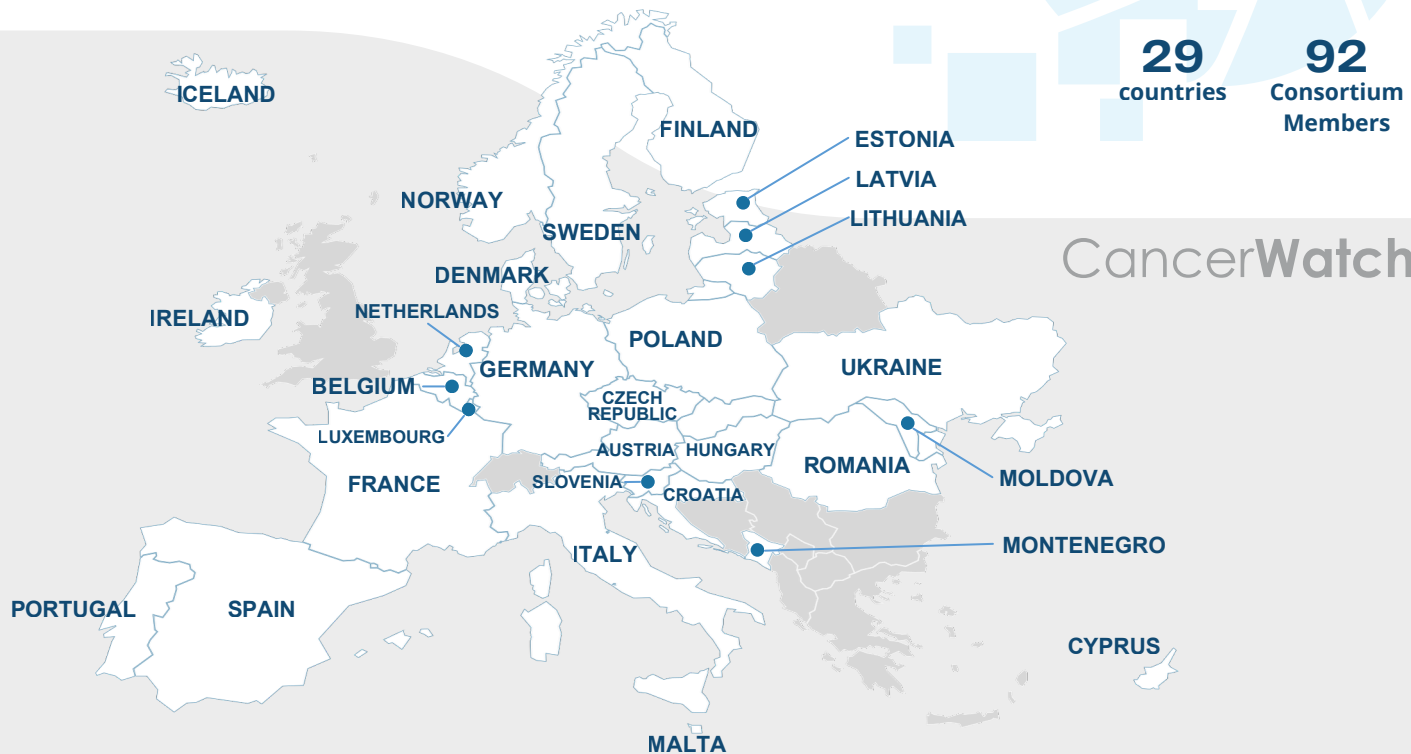 29
countries
92
Consortium
Members
ICELAND
FINLAND
ESTONIA
LATVIA
NORWAY
LITHUANIA
SWEDEN
CancerWatch
DENMARK
NETHERLANDS
IRELAND
POLAND
GERMANY
UKRAINE
BELGIUM
CZECH
REPUBLIC
LUXEMBOURG
AUSTRIA
HUNGARY
ROMANIA
MOLDOVA
FRANCE
SLOVENIA
CROATIA
MONTENEGRO
ITALY
PORTUGAL
SPAIN
CYPRUS
MALTA